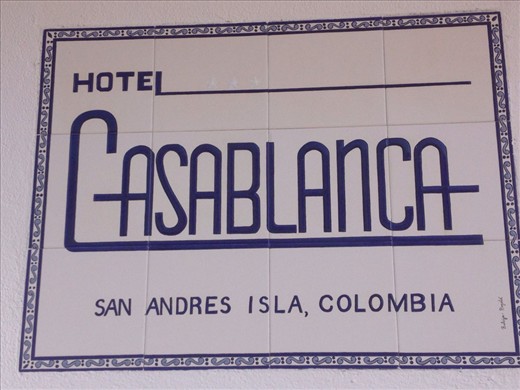 HOTEL
CASABLANCA
SAN ANDRES ISLA, COLOMBIA